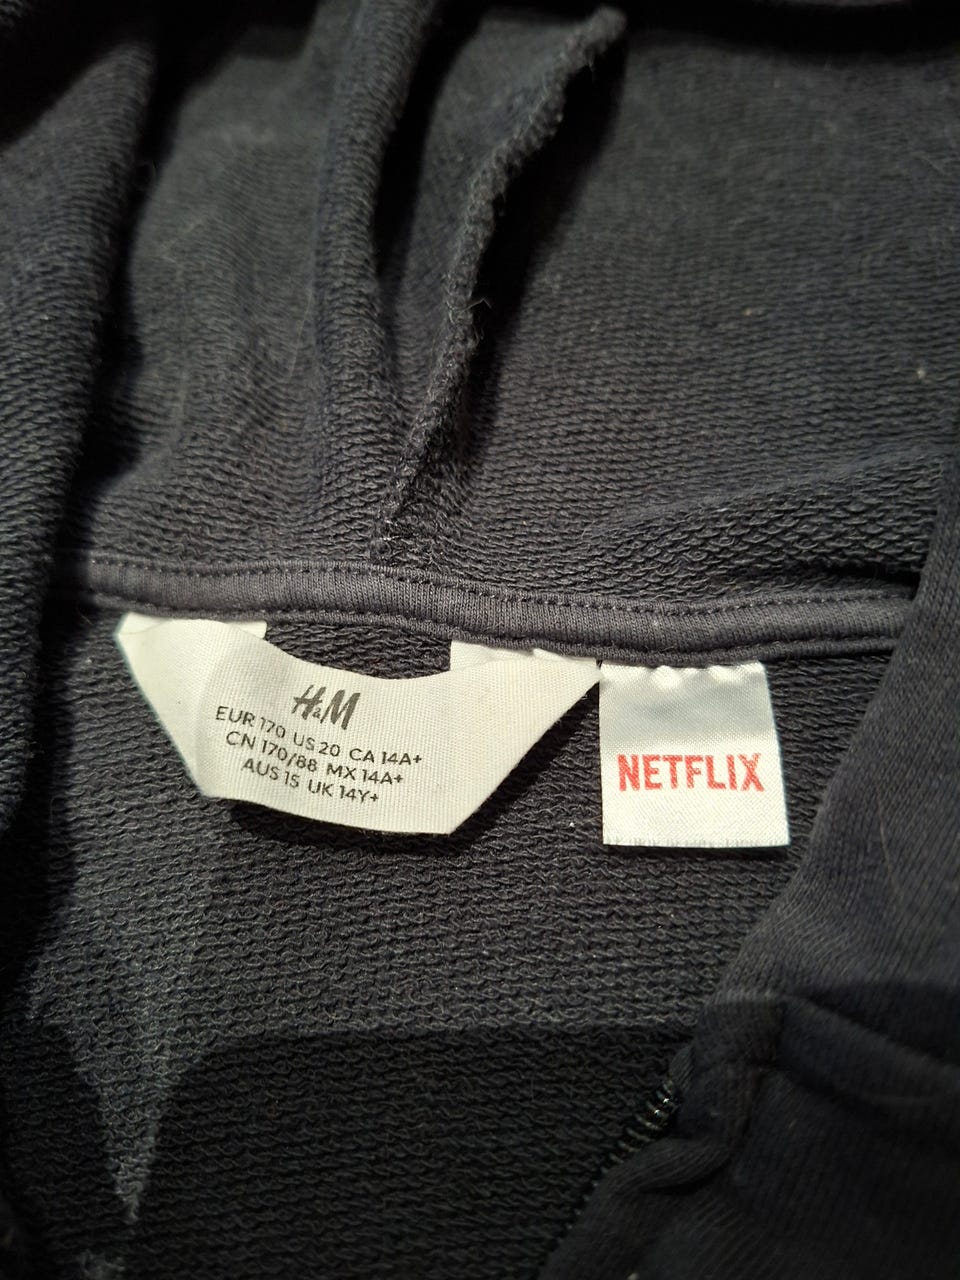 H&M
EUR 170 US 20 CA 14A+
CN 170/88 MX 14A+
AUS 15 UK 14Y+
NETFLIX